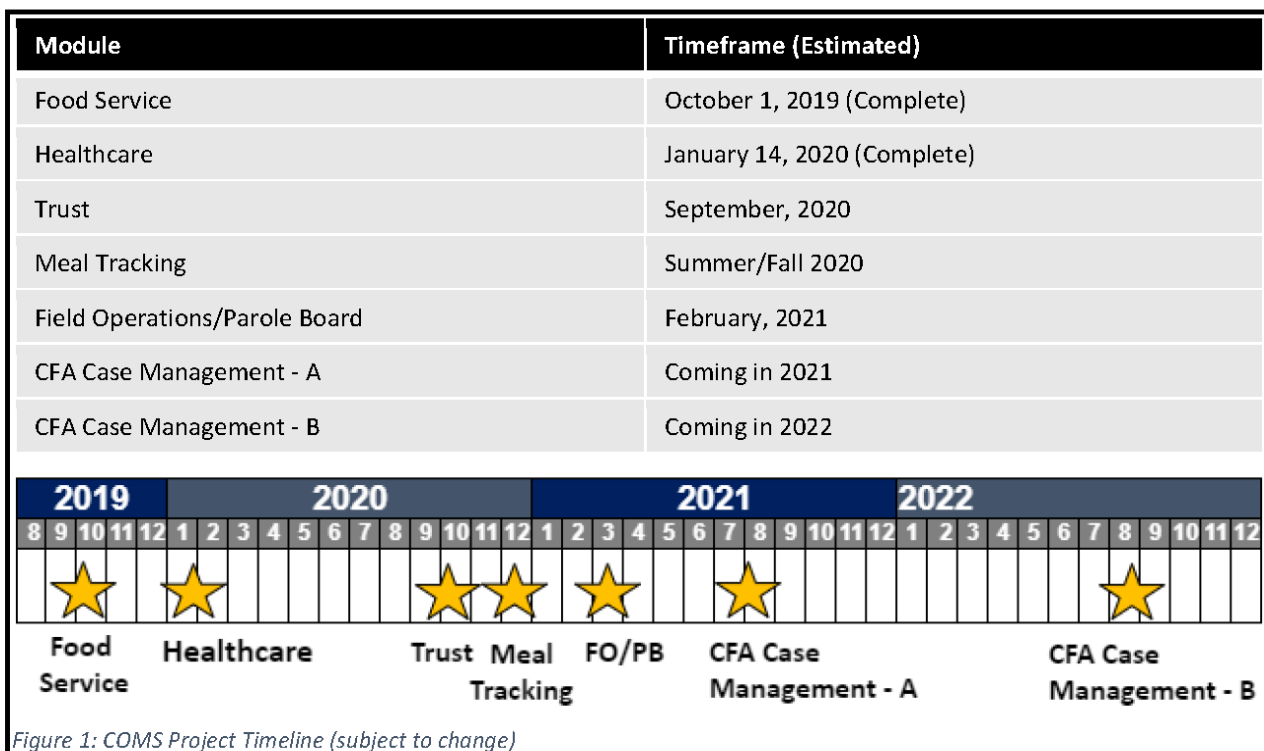 Module Timeframe (Estimated)
Food Service October 1, 2019 (Complete)
Healthcare January 14, 2020 (Complete)
Trust September, 2020
Meal Tracking Summer/Fall 2020
Field Operations/Parole Board February, 2021
CFA Case Management - A Coming in 2021
CFA Case Management - B Coming in 2022
2019 2020 2021 2022
8 9 10 11 12 1 2 3 4 5 6 7 8 9 10 11 12 1 2 3 4 5 6 7 8 9 10 11 12 1 2 3 4 5 6 7 8 9 10 11 12
Food Service
Healthcare
Trust
Meal Tracking
FO/PB
CFA Case Management - A
CFA Case Management - B
Figure 1: COMS Project Timeline (subject to change)